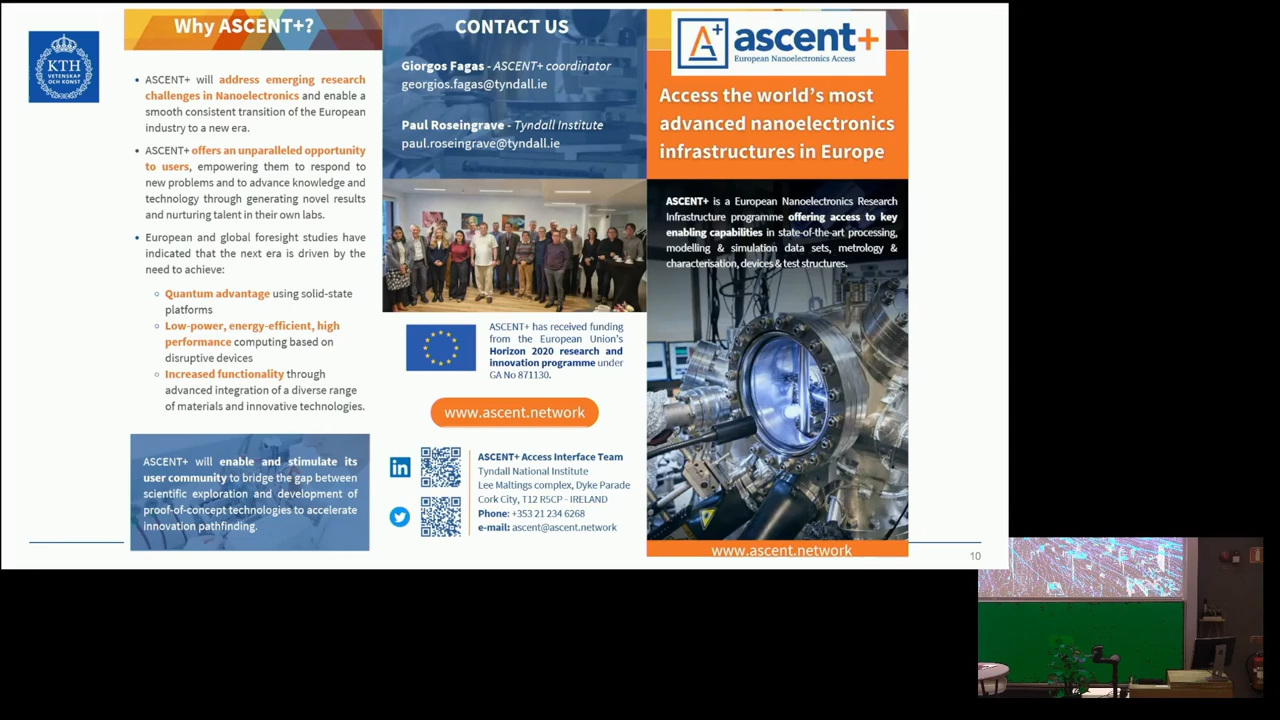 KTH
VETENSKAP
OCH KONST
Why ASCENT+?
• ASCENT+ will address emerging research
challenges in Nanoelectronics and enable a
smooth consistent transition of the European
industry to a new era.
• ASCENT+ offers an unparalleled opportunity
to users, empowering them to respond to
new problems and to advance knowledge and
technology through generating novel results
and nurturing talent in their own labs.
• European and global foresight studies have
indicated that the next era is driven by the
need to achieve:
○ Quantum advantage using solid-state
platforms
○ Low-power, energy-efficient, high
performance computing based on
disruptive devices
○ Increased functionality through
advanced integration of a diverse range
of materials and innovative technologies.
ASCENT+ will enable and stimulate its
user community to bridge the gap between
scientific exploration and development of
proof-of-concept technologies to accelerate
innovation pathfinding.
CONTACT US
Giorgos Fagas - ASCENT+ coordinator
georgios.fagas@tyndall.ie
Paul Roseingrave - Tyndall Institute
paul.roseingrave@tyndall.ie
ASCENT+ has received funding
from the European Union's
Horizon 2020 research and
innovation programme under
GA No 871130.
www.ascent.network
in
ASCENT+ Access Interface Team
Tyndall National Institute
Lee Maltings complex, Dyke Parade
Cork City, T12 R5CP - IRELAND
Phone: +353 21 234 6268
e-mail: ascent@ascent.network
A+ ascent+
European Nanoelectronics Access
Access the world's most
advanced nanoelectronics
infrastructures in Europe
ASCENT+ is a European Nanoelectronics Research
Infrastructure programme offering access to key
enabling capabilities in state-of-the-art processing,
modelling & simulation data sets, metrology &
characterisation, devices & test structures.
www.ascent.network
10